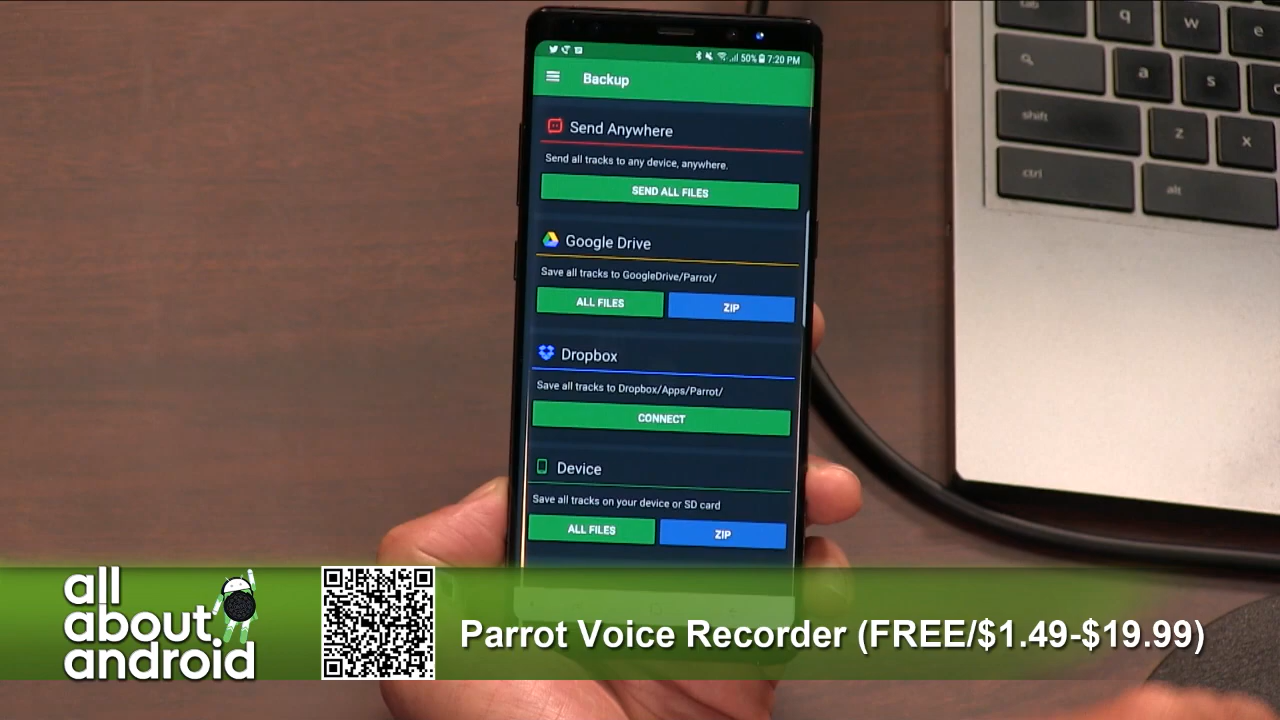 50% 7:20 PM
Backup
Send Anywhere
Send all tracks to any device, anywhere.
SEND ALL FILES
Google Drive
Save all tracks to GoogleDrive/Parrot/
ALL FILES
ZIP
Dropbox
Save all tracks to Dropbox/Apps/Parrot/
CONNECT
Device
Save all tracks on your device or SD card
ALL FILES
ZIP
tab
q
w
e
a
s
shift
z
x
ctrl
alt
all
about
android
Parrot Voice Recorder (FREE/$1.49-$19.99)